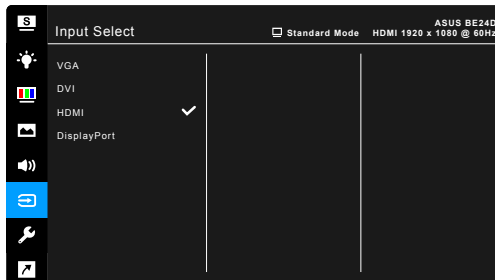 S
Input Select
Standard Mode
ASUS BE24D
HDMI 1920 x 1080 @ 60Hz
VGA
DVI
HDMI
DisplayPort